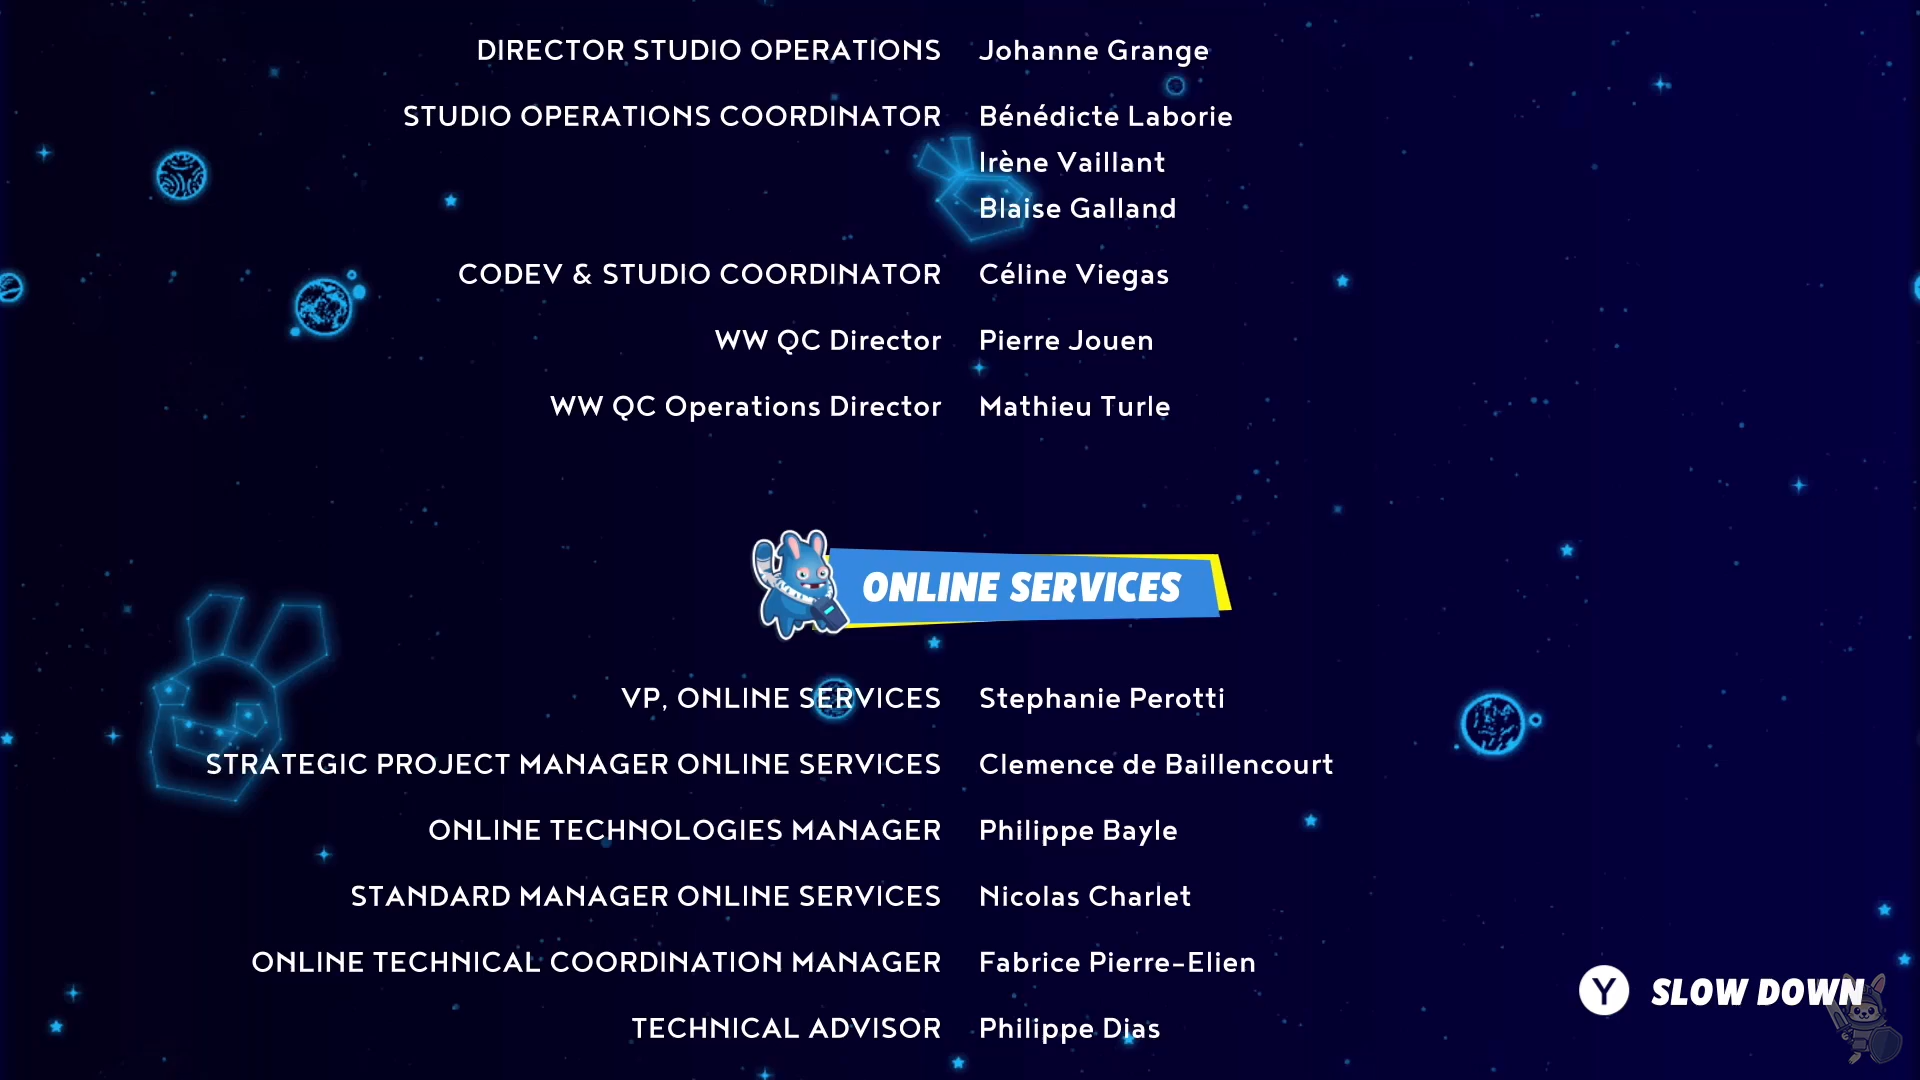 DIRECTOR STUDIO OPERATIONS Johanne Grange
STUDIO OPERATIONS COORDINATOR Bénédicte Laborie
Irène Vaillant
Blaise Galland
CODEV & STUDIO COORDINATOR Céline Viegas
WW QC Director Pierre Jouen
WW QC Operations Director Mathieu Turle
ONLINE SERVICES
VP, ONLINE SERVICES Stephanie Perotti
STRATEGIC PROJECT MANAGER ONLINE SERVICES Clemence de Baillencourt
ONLINE TECHNOLOGIES MANAGER Philippe Bayle
STANDARD MANAGER ONLINE SERVICES Nicolas Charlet
ONLINE TECHNICAL COORDINATION MANAGER Fabrice Pierre-Elien
Y SLOW DOWN
TECHNICAL ADVISOR Philippe Dias